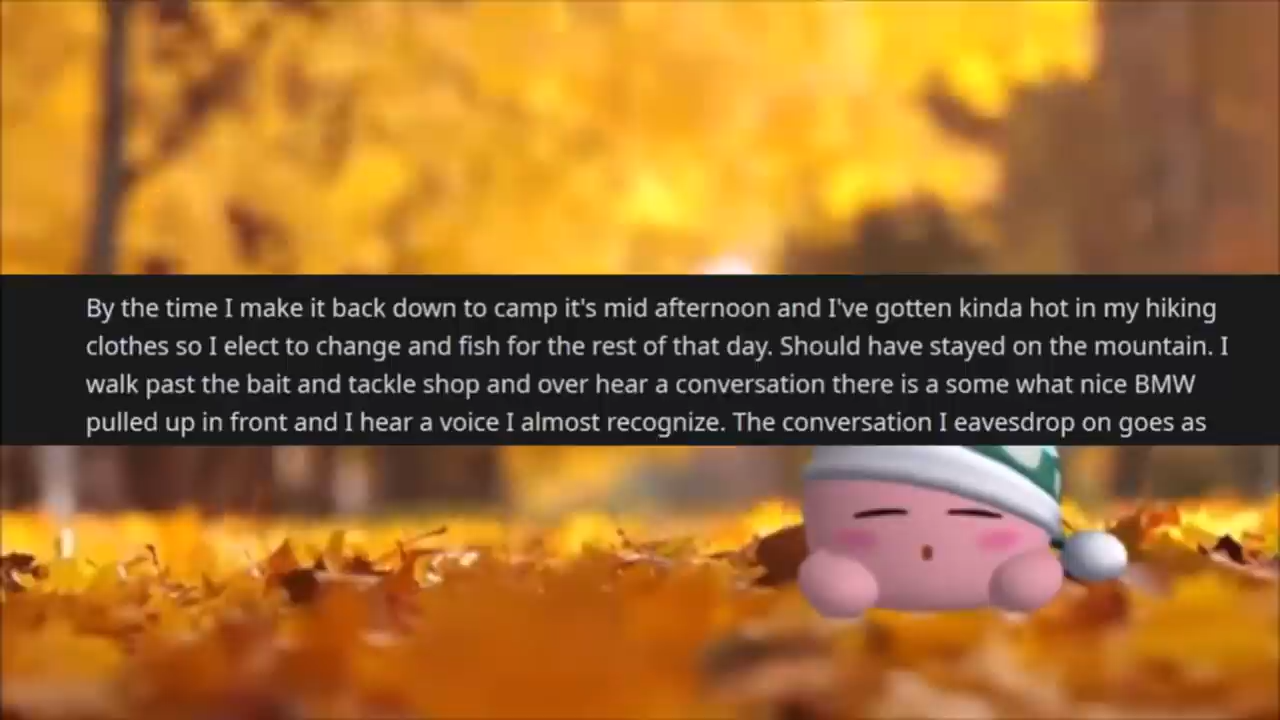 By the time I make it back down to camp it's mid afternoon and I've gotten kinda hot in my hiking
clothes so I elect to change and fish for the rest of that day. Should have stayed on the mountain. I
walk past the bait and tackle shop and over hear a conversation there is a some what nice BMW
pulled up in front and I hear a voice I almost recognize. The conversation I eavesdrop on goes as